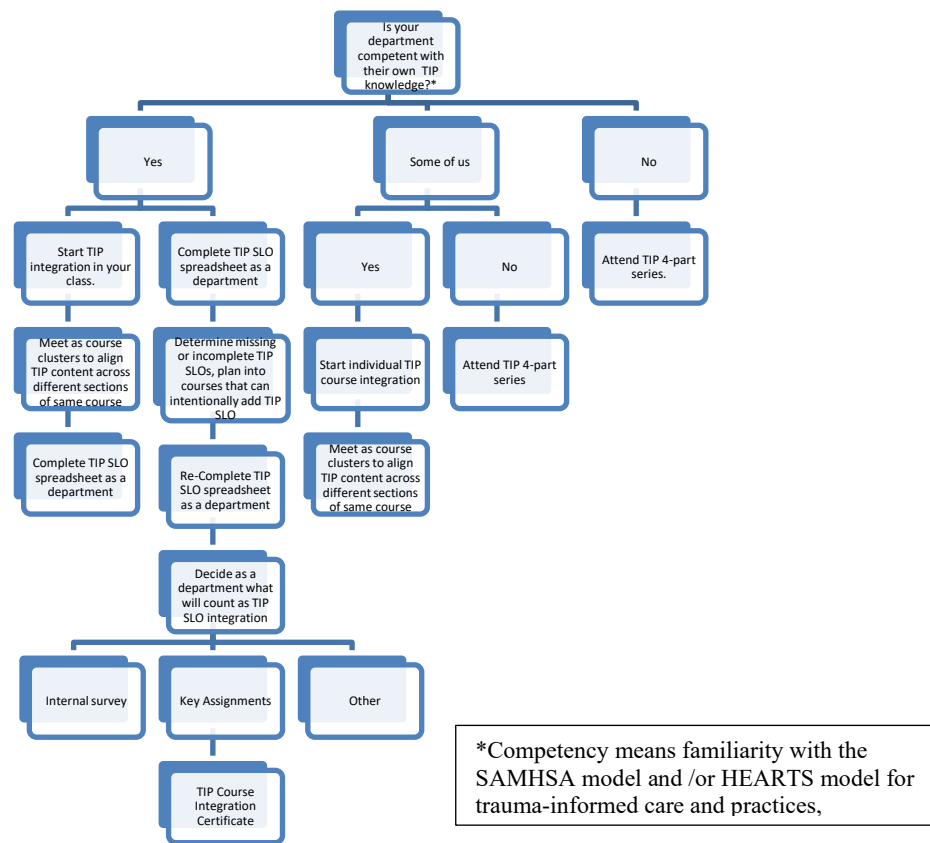 Is your
department
competent with
their own TIP
knowledge?*
Yes
Some of us
No
Start TIP
integration in your
class.
Complete TIP SLO
spreadsheet as a
department
Yes
No
Attend TIP 4-part
series.
Meet as course
clusters to align
TIP content across
different sections
of same course
Determine missing
or incomplete TIP
SLOs, plan into
courses that can
intentionally add TIP
SLO
Start individual TIP
course integration
Attend TIP 4-part
series
Complete TIP SLO
spreadsheet as a
department
Re-Complete TIP
SLO spreadsheet
as a department
Meet as course
clusters to align
TIP content across
different sections
of same course
Decide as a
department what
will count as TIP
SLO integration
Internal survey
Key Assignments
Other
TIP Course
Integration
Certificate
*Competency means familiarity with the
SAMHSA model and /or HEARTS model for
trauma-informed care and practices,